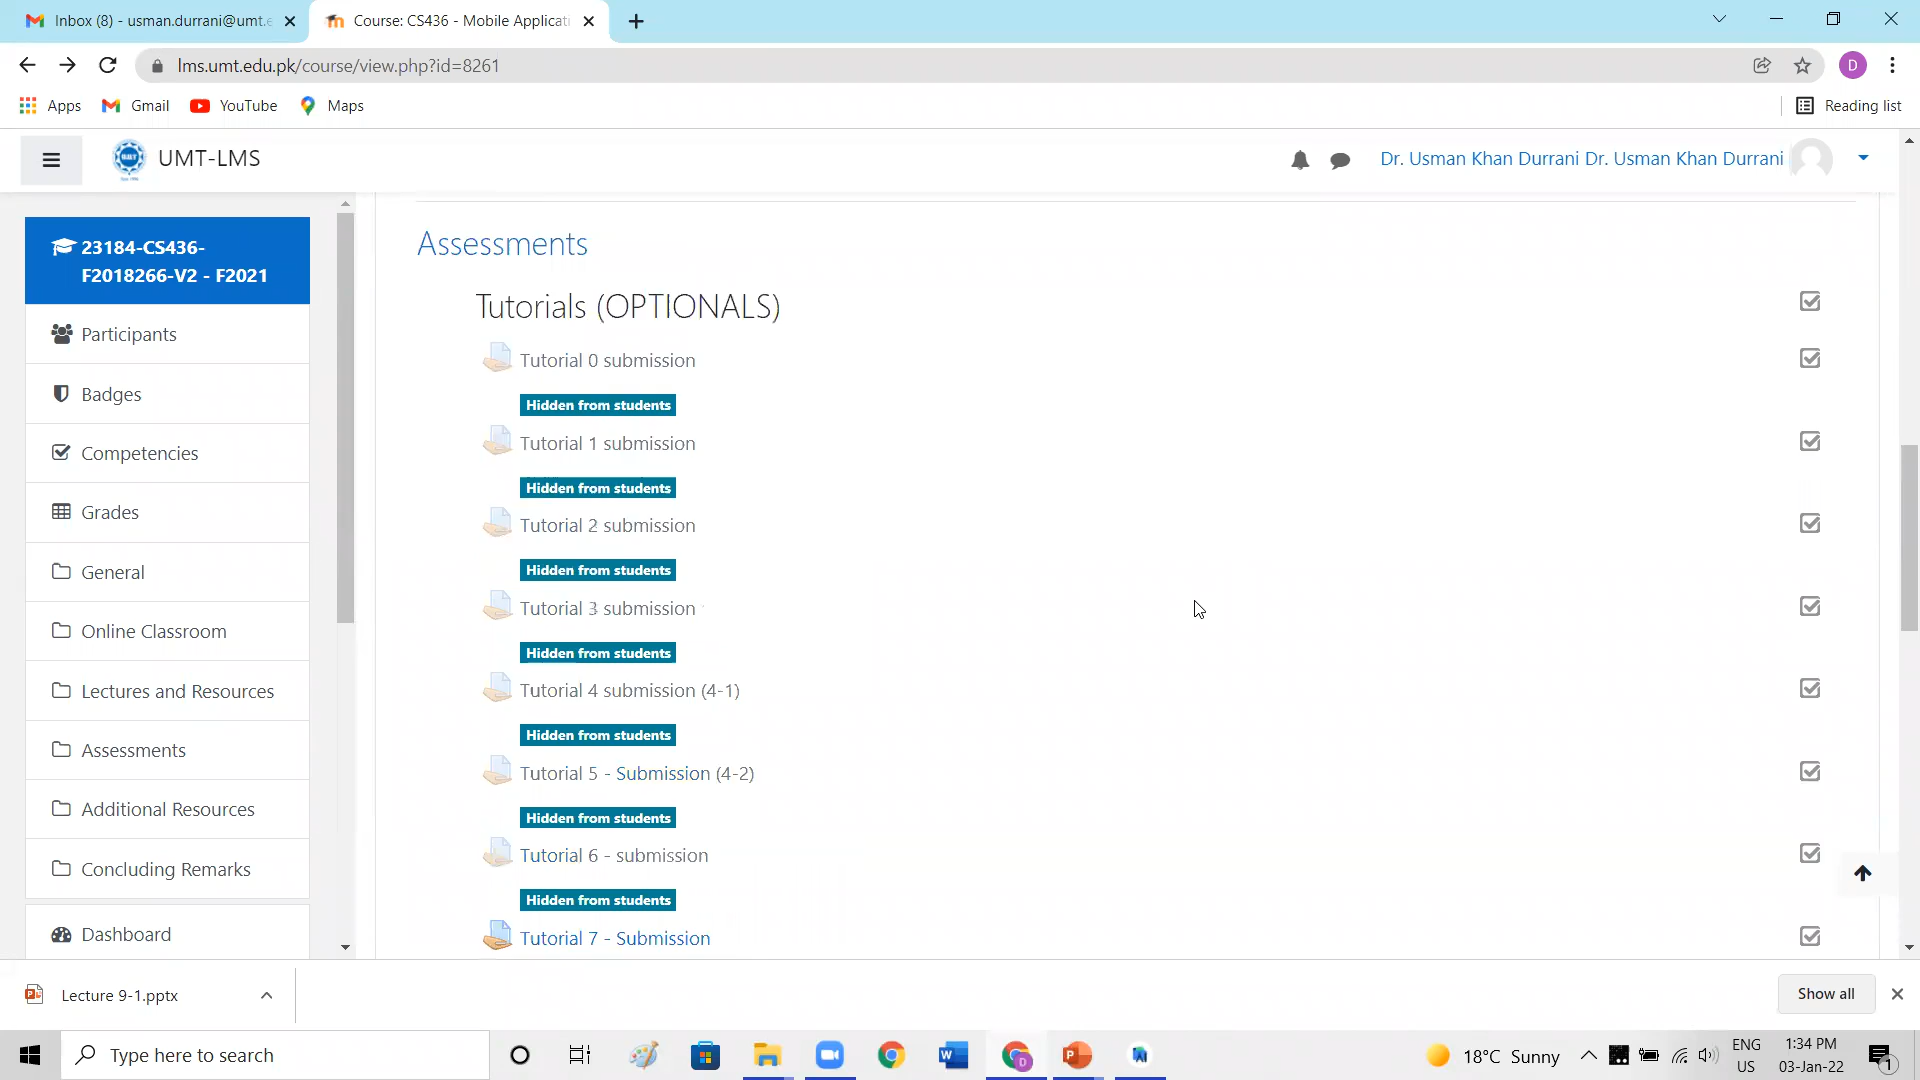 Inbox (8) - usman.durrani@umt.e
Course: CS436 - Mobile Applicati
lms.umt.edu.pk/course/view.php?id=8261
D
Apps
Gmail
YouTube
Maps
Reading list
UMT-LMS
Dr. Usman Khan Durrani Dr. Usman Khan Durrani
23184-CS436-
F2018266-V2 - F2021
Participants
Badges
Competencies
Grades
General
Online Classroom
Lectures and Resources
Assessments
Additional Resources
Concluding Remarks
Dashboard
Assessments
Tutorials (OPTIONALS)
Tutorial 0 submission
Hidden from students
Tutorial 1 submission
Hidden from students
Tutorial 2 submission
Hidden from students
Tutorial 3 submission
Hidden from students
Tutorial 4 submission (4-1)
Hidden from students
Tutorial 5 - Submission (4-2)
Hidden from students
Tutorial 6 - submission
Hidden from students
Tutorial 7 - Submission
Lecture 9-1.pptx
Show all
Type here to search
18°C Sunny
ENG
US
1:34 PM
03-Jan-22
1